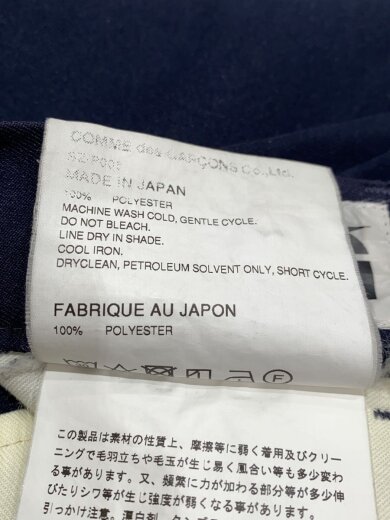 COMME des GARÇONS Co.,Ltd.
SZ-P001
MADE IN JAPAN
100% POLYESTER
MACHINE WASH COLD, GENTLE CYCLE.
DO NOT BLEACH.
LINE DRY IN SHADE.
COOL IRON.
DRYCLEAN, PETROLEUM SOLVENT ONLY, SHORT CYCLE.
FABRIQUE AU JAPON
100% POLYESTER
F
この製品は素材の性質上、摩擦等に弱く着用及びクリー
ニングで毛羽立ちや毛玉が生じ易く風合い等も多少変わ
る事があります。又、頻繁に力が加わる部分等が多少伸
びたりシワ等が生じ強度が弱くなる事があります。